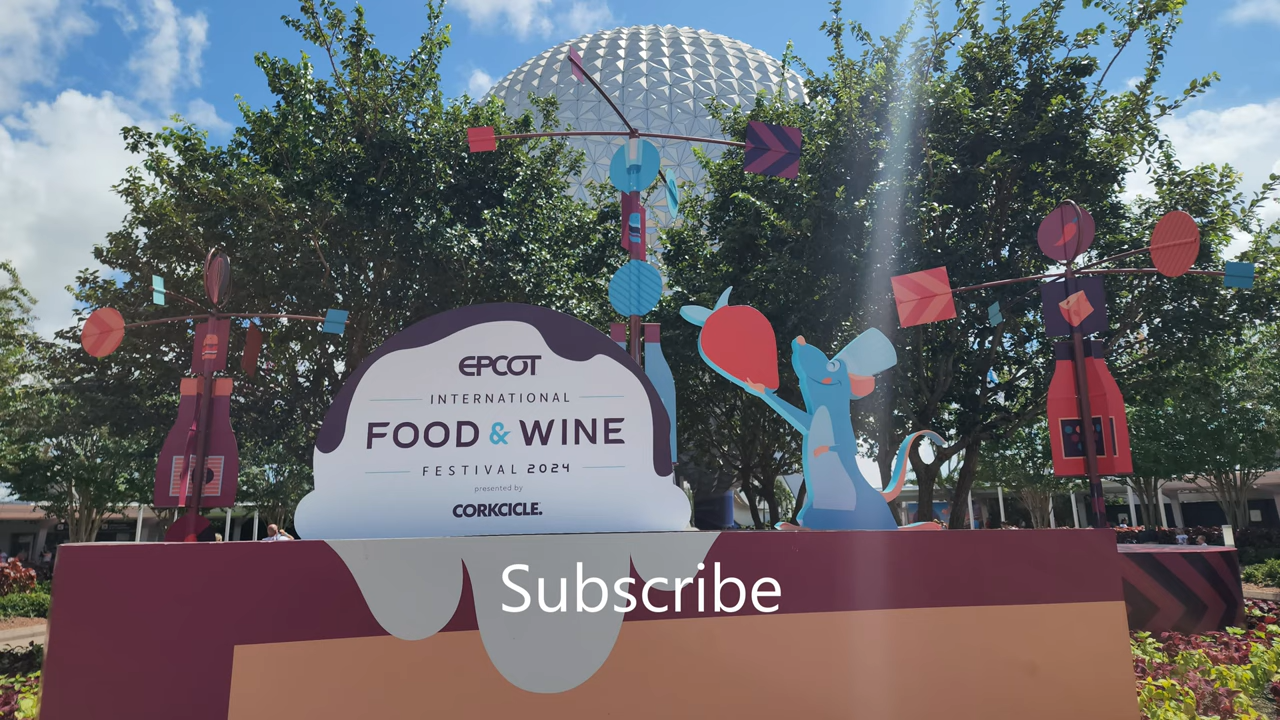 EPCOT
INTERNATIONAL
FOOD & WINE
FESTIVAL 2024
presented by
CORKCICLE.
Subscribe